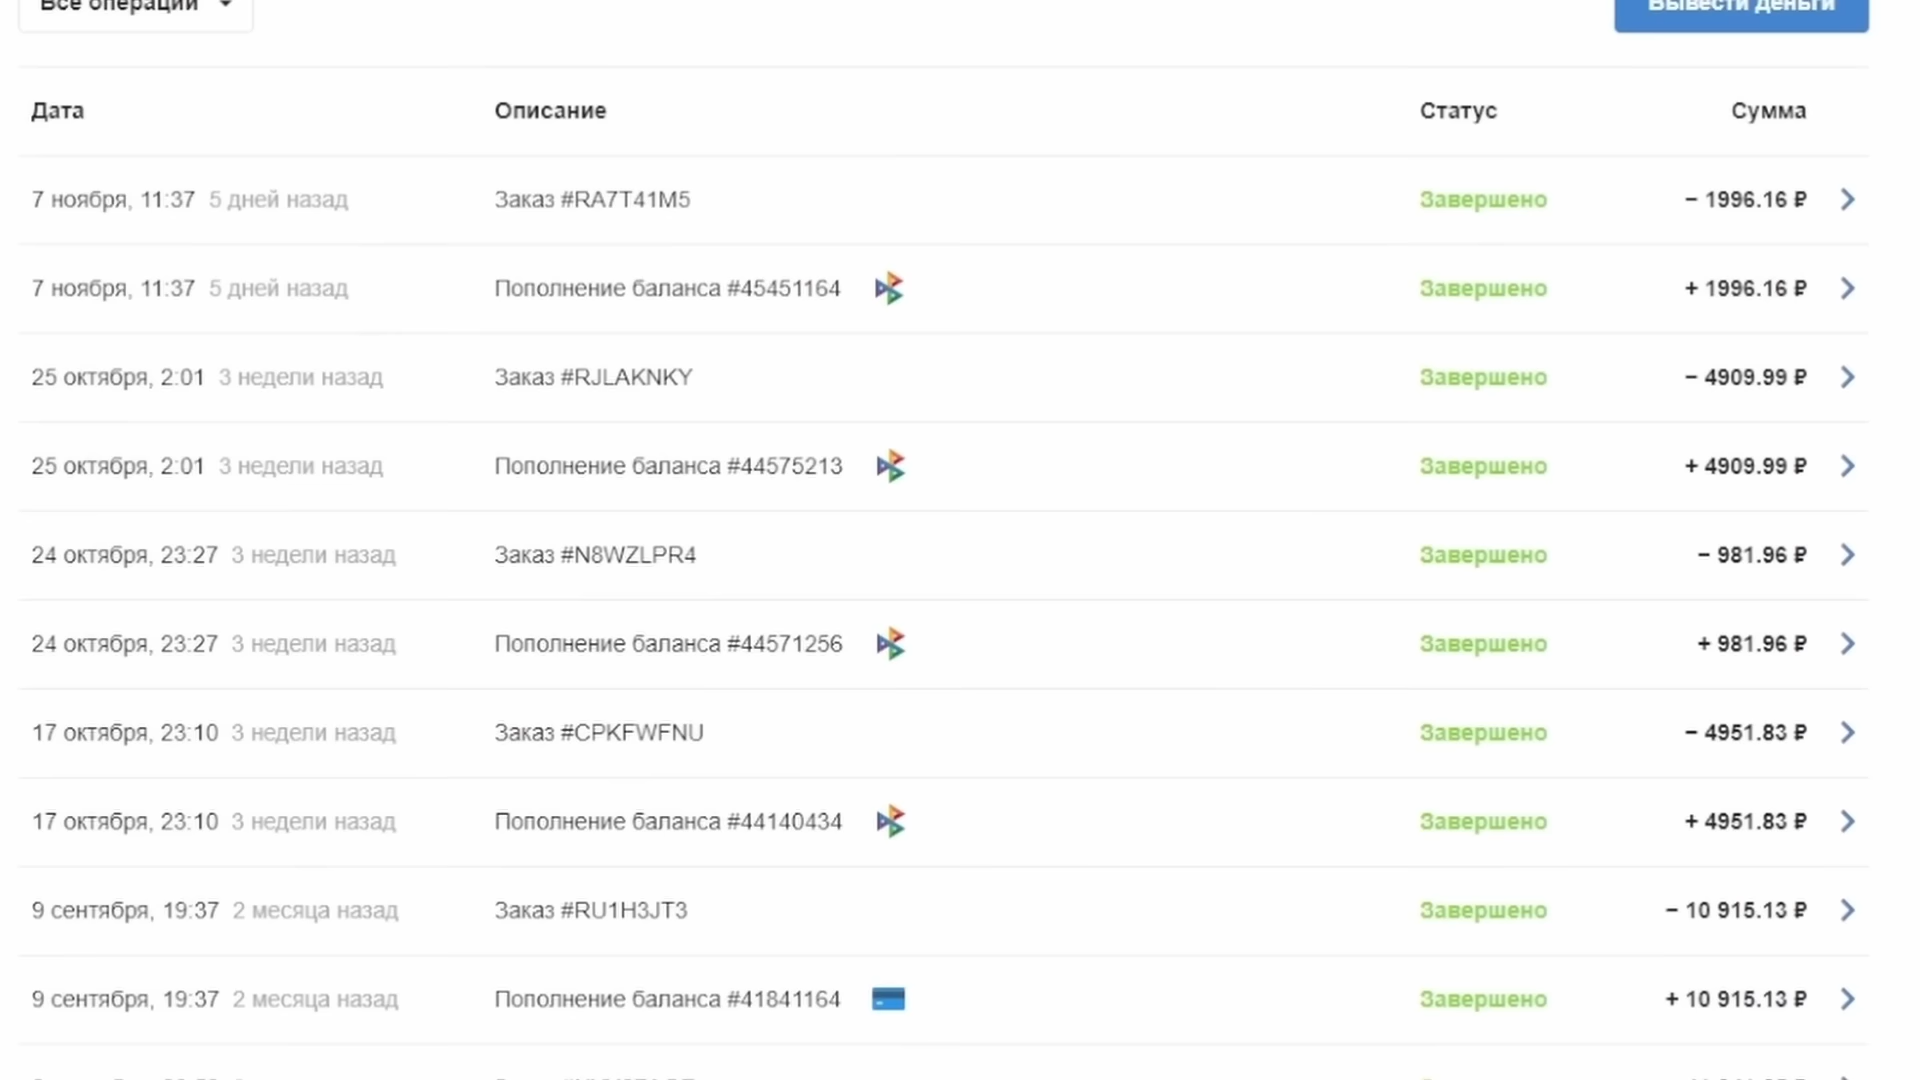 Все операции
Вывести деньги
Дата Описание Статус Сумма
7 ноября, 11:37 5 дней назад Заказ #RA7T41M5 Завершено − 1996.16 ₽
7 ноября, 11:37 5 дней назад Пополнение баланса #45451164 Завершено + 1996.16 ₽
25 октября, 2:01 3 недели назад Заказ #RJLAKNKY Завершено − 4909.99 ₽
25 октября, 2:01 3 недели назад Пополнение баланса #44575213 Завершено + 4909.99 ₽
24 октября, 23:27 3 недели назад Заказ #N8WZLPR4 Завершено − 981.96 ₽
24 октября, 23:27 3 недели назад Пополнение баланса #44571256 Завершено + 981.96 ₽
17 октября, 23:10 3 недели назад Заказ #CPKFWFNU Завершено − 4951.83 ₽
17 октября, 23:10 3 недели назад Пополнение баланса #44140434 Завершено + 4951.83 ₽
9 сентября, 19:37 2 месяца назад Заказ #RU1H3JT3 Завершено − 10 915.13 ₽
9 сентября, 19:37 2 месяца назад Пополнение баланса #41841164 Завершено + 10 915.13 ₽